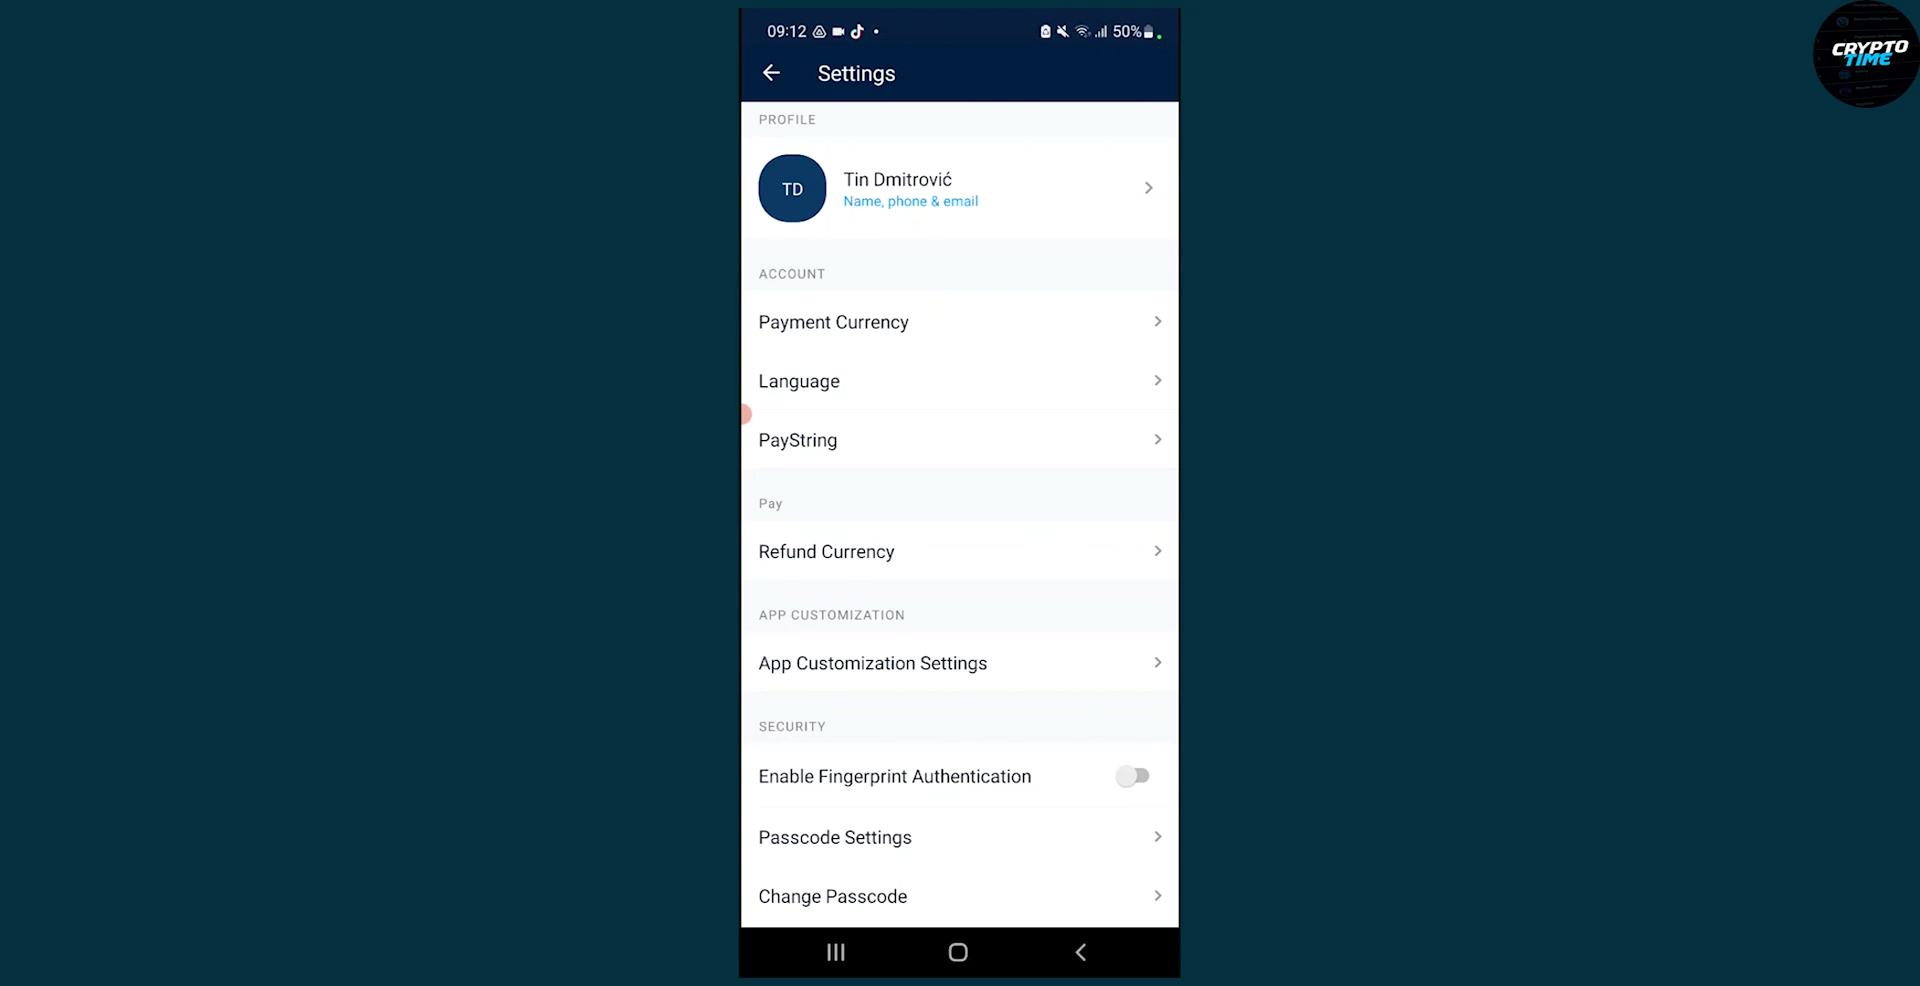 09:12
50%
Settings
PROFILE
TD
Tin Dmitrović
Name, phone & email
ACCOUNT
Payment Currency
Language
PayString
Pay
Refund Currency
APP CUSTOMIZATION
App Customization Settings
SECURITY
Enable Fingerprint Authentication
Passcode Settings
Change Passcode
CRYPTO
TIME